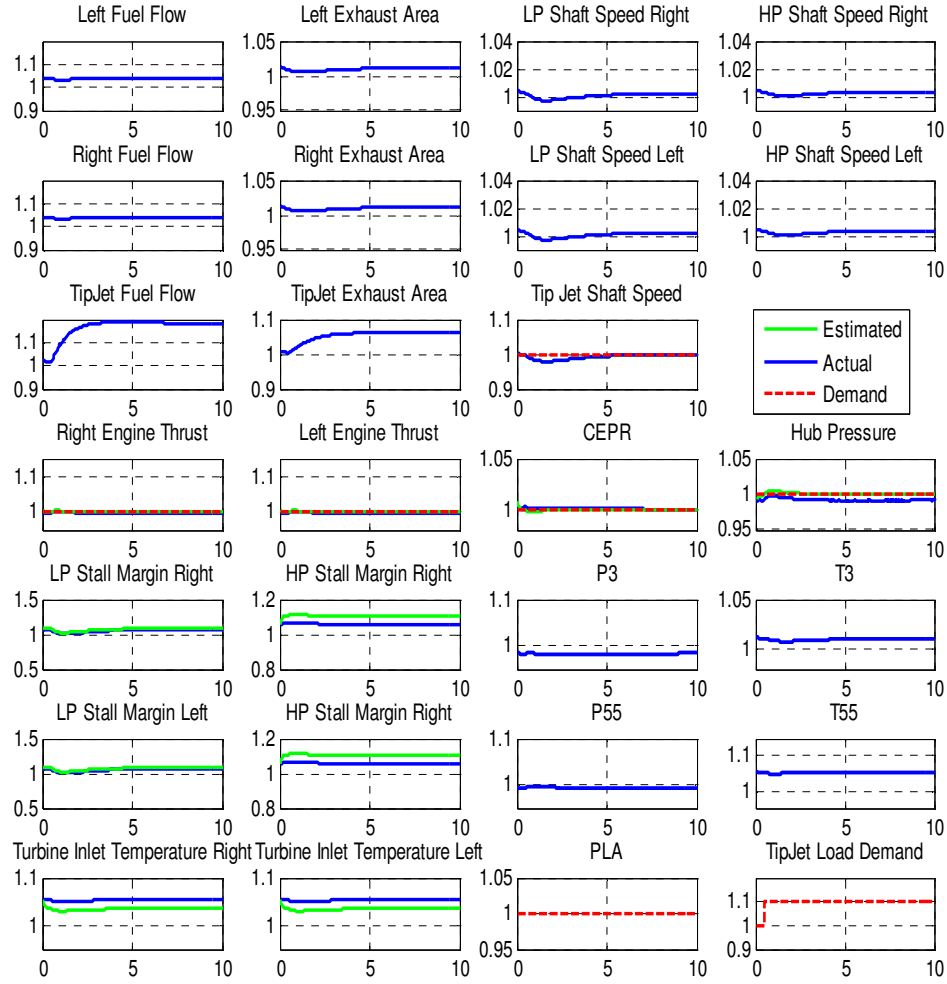 Left Fuel Flow
Left Exhaust Area
LP Shaft Speed Right
HP Shaft Speed Right
1.1
1
0.9
0 5 10
1.05
1
0.95
0 5 10
1.04
1.02
1
0 5 10
1.04
1.02
1
0 5 10
Right Fuel Flow
Right Exhaust Area
LP Shaft Speed Left
HP Shaft Speed Left
1.1
1
0.9
0 5 10
1.05
1
0.95
0 5 10
1.04
1.02
1
0 5 10
1.04
1.02
1
0 5 10
TipJet Fuel Flow
TipJet Exhaust Area
Tip Jet Shaft Speed
1.1
1
0.9
0 5 10
1.1
1
0.9
0 5 10
1.1
1
0.9
0 5 10
Estimated
Actual
Demand
Right Engine Thrust
Left Engine Thrust
CEPR
Hub Pressure
1.1
1
0 5 10
1.1
1
0 5 10
1.05
1
0 5 10
1.05
1
0.95
0 5 10
LP Stall Margin Right
HP Stall Margin Right
P3
T3
1.5
1
0.5
0 5 10
1.2
1
0.8
0 5 10
1.1
1
0 5 10
1.05
1
0 5 10
LP Stall Margin Left
HP Stall Margin Right
P55
T55
1.5
1
0.5
0 5 10
1.2
1
0.8
0 5 10
1.1
1
0 5 10
1.1
1
0 5 10
Turbine Inlet Temperature Right
Turbine Inlet Temperature Left
PLA
TipJet Load Demand
1.1
1
0 5 10
1.1
1
0 5 10
1.05
1
0.95
0 5 10
1.1
1
0.9
0 5 10